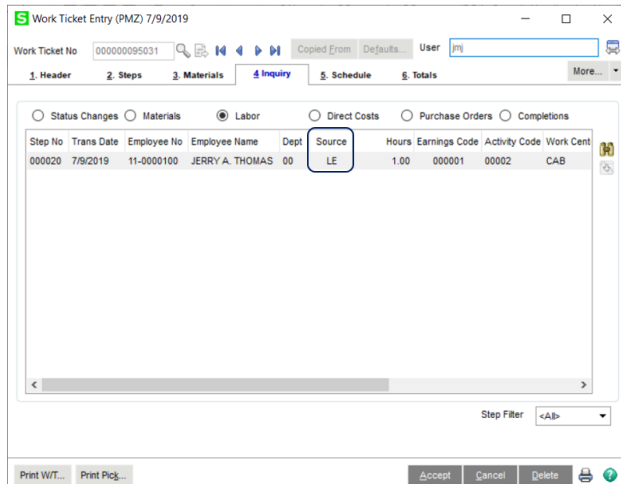 S Work Ticket Entry (PMZ) 7/9/2019
Work Ticket No 000000095031 Copied From Defaults... User jmj
1. Header 2. Steps 3. Materials 4 Inquiry 5. Schedule 6. Totals More...
Status Changes Materials Labor Direct Costs Purchase Orders Completions
Step No Trans Date Employee No Employee Name Dept Source Hours Earnings Code Activity Code Work Cent
000020 7/9/2019 11-0000100 JERRY A. THOMAS 00 LE 1.00 000001 00002 CAB
Step Filter <All>
Print W/T... Print Pick... Accept Cancel Delete